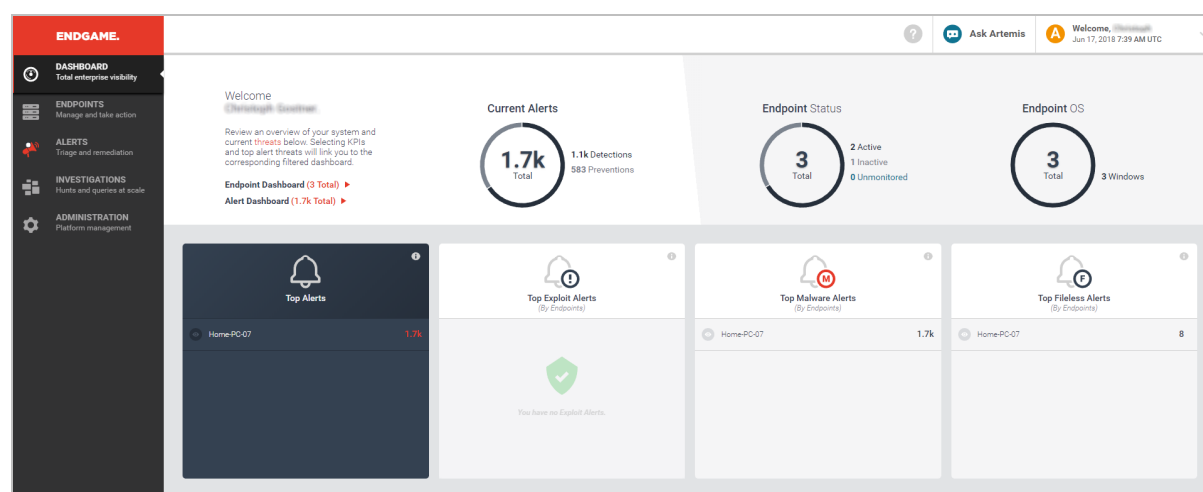 ENDGAME.
?
Ask Artemis
A
Welcome,
Jun 17, 2018 7:39 AM UTC
DASHBOARD
Total enterprise visibility
ENDPOINTS
Manage and take action
ALERTS
Triage and remediation
INVESTIGATIONS
Hunts and queries at scale
ADMINISTRATION
Platform management
Welcome
Review an overview of your system and
current threats below. Selecting KPIs
and top alert threats will link you to the
corresponding filtered dashboard.
Endpoint Dashboard (3 Total)
Alert Dashboard (1.7k Total)
Current Alerts
1.7k
Total
1.1k Detections
583 Preventions
Endpoint Status
3
Total
2 Active
1 Inactive
0 Unmonitored
Endpoint OS
3
Total
3 Windows
Top Alerts
Home-PC-07
1.7k
!
Top Exploit Alerts
(By Endpoints)
You have no Exploit Alerts.
M
Top Malware Alerts
(By Endpoints)
Home-PC-07
1.7k
F
Top Fileless Alerts
(By Endpoints)
Home-PC-07
8